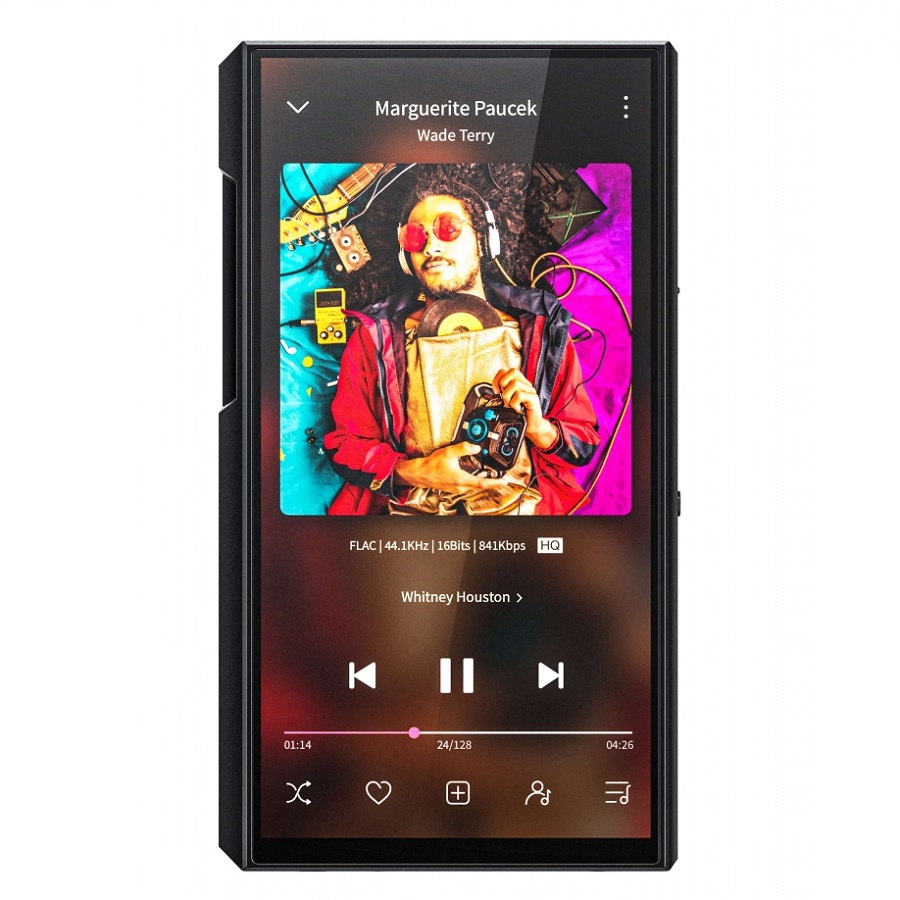 Marguerite Paucek
Wade Terry
FLAC | 44.1KHz | 16Bits | 841Kbps HQ
Whitney Houston >
01:14 24/128 04:26